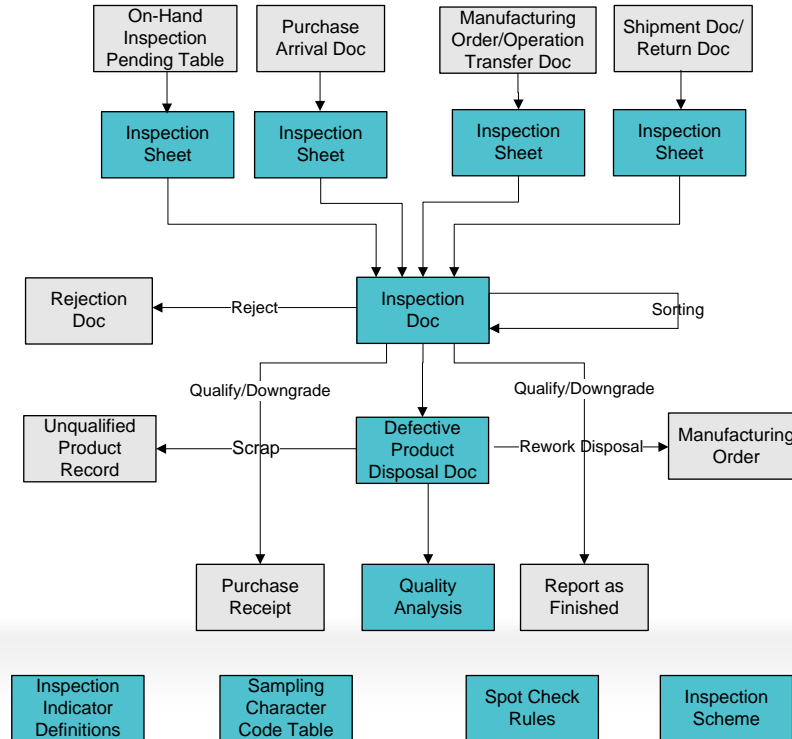 On-Hand
Inspection
Pending Table
Purchase
Arrival Doc
Manufacturing
Order/Operation
Transfer Doc
Shipment Doc/
Return Doc
Inspection
Sheet
Inspection
Sheet
Inspection
Sheet
Inspection
Sheet
Rejection
Doc
Reject
Inspection
Doc
Sorting
Qualify/Downgrade
Qualify/Downgrade
Unqualified
Product
Record
Scrap
Defective
Product
Disposal Doc
Rework Disposal
Manufacturing
Order
Purchase
Receipt
Quality
Analysis
Report as
Finished
Inspection
Indicator
Definitions
Sampling
Character
Code Table
Spot Check
Rules
Inspection
Scheme